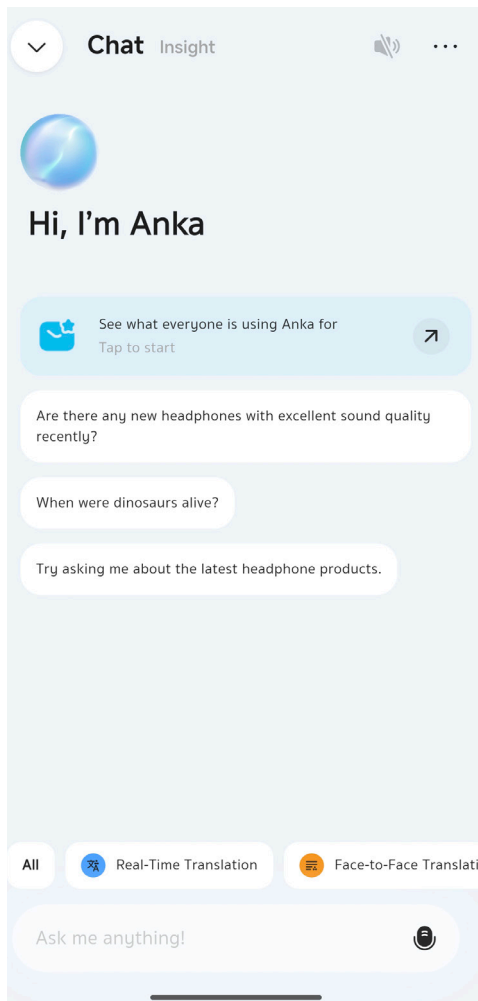 Chat Insight
Hi, I’m Anka
See what everyone is using Anka for
Tap to start
Are there any new headphones with excellent sound quality
recently?
When were dinosaurs alive?
Try asking me about the latest headphone products.
All Real-Time Translation Face-to-Face Translati
Ask me anything!